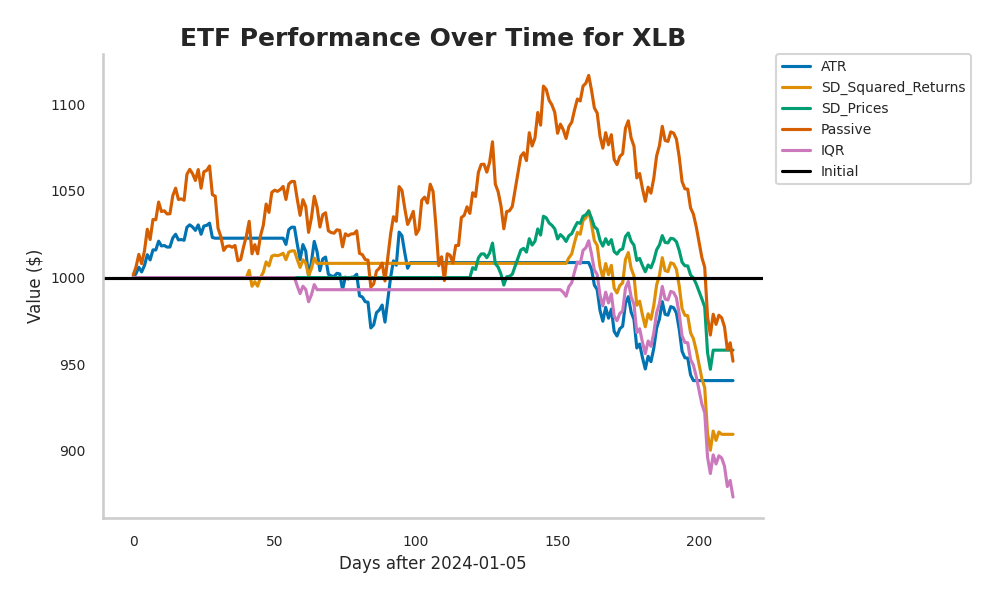 ETF Performance Over Time for XLB
ATR
SD_Squared_Returns
SD_Prices
Passive
IQR
Initial
1100
1050
1000
950
900
Value ($)
0 50 100 150 200
Days after 2024-01-05